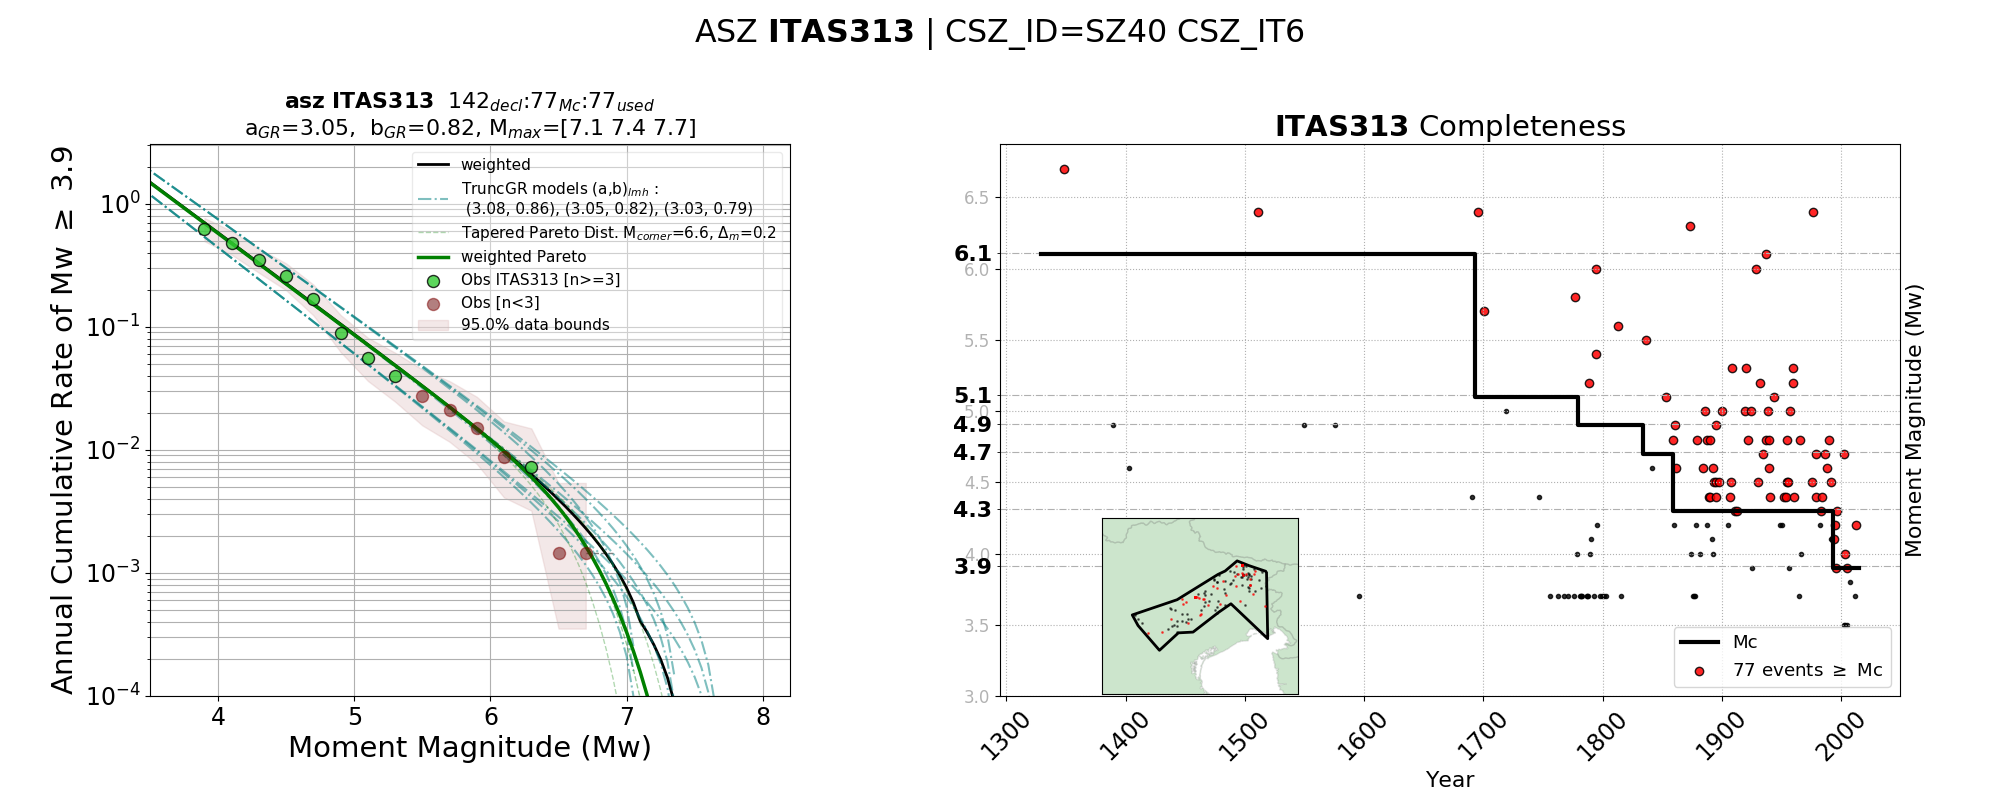 ASZ ITAS313 | CSZ_ID=SZ40 CSZ_IT6
asz ITAS313 142decl:77Mc:77used
aGR=3.05, bGR=0.82, Mmax=[7.1 7.4 7.7]
Annual Cumulative Rate of Mw ≥ 3.9
10^0
10^-1
10^-2
10^-3
10^-4
weighted
TruncGR models (a,b)lmh :
(3.08, 0.86), (3.05, 0.82), (3.03, 0.79)
Tapered Pareto Dist. Mcorner=6.6, Δm=0.2
weighted Pareto
Obs ITAS313 [n>=3]
Obs [n<3]
95.0% data bounds
4 5 6 7 8
Moment Magnitude (Mw)
ITAS313 Completeness
6.5
6.1
6.0
5.5
5.1
5.0
4.9
4.7
4.5
4.3
4.0
3.9
3.5
3.0
Moment Magnitude (Mw)
Mc
77 events ≥ Mc
1300 1400 1500 1600 1700 1800 1900 2000
Year